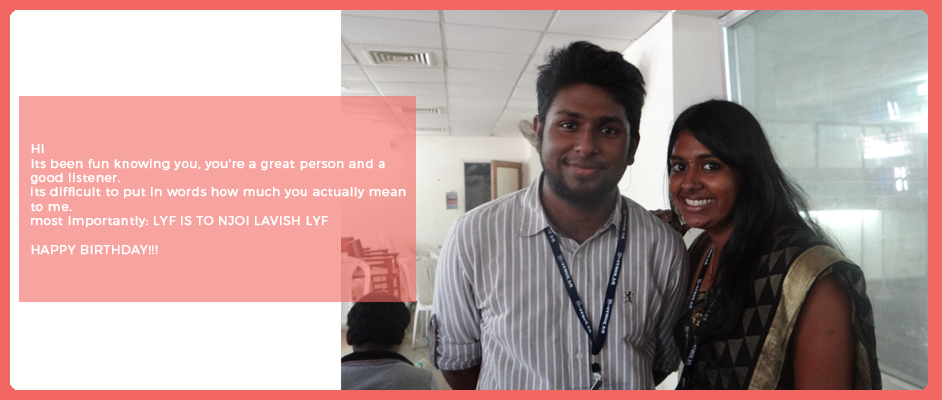 HI
Its been fun knowing you, you're a great person and a
good listener.
its difficult to put in words how much you actually mean
to me.
most importantly: LYF IS TO NJOI LAVISH LYF
HAPPY BIRTHDAY!!!